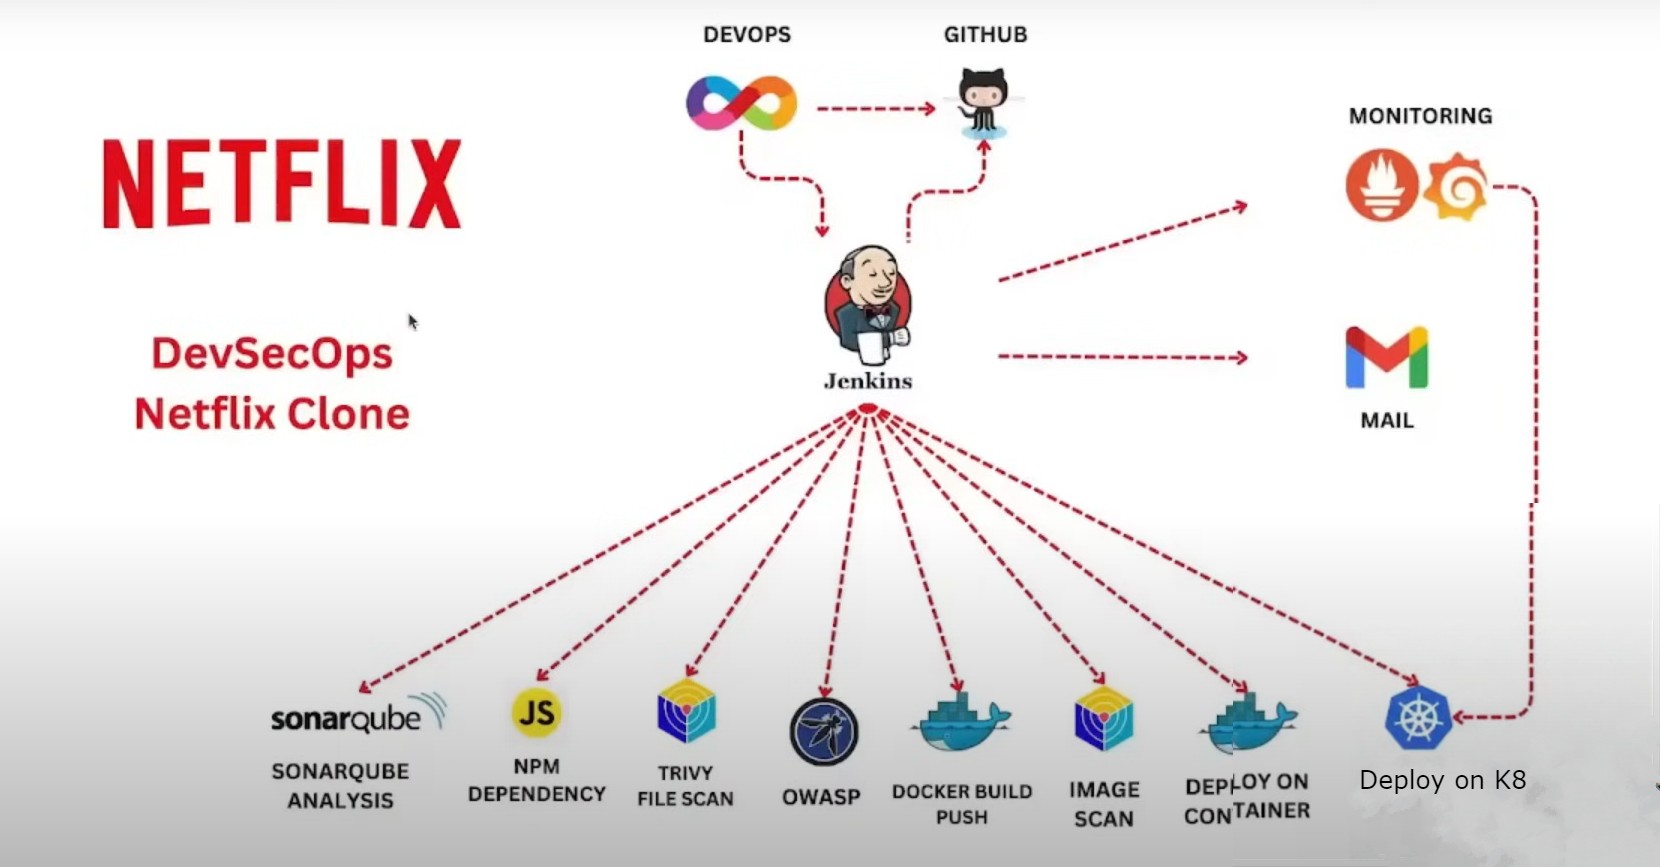 DEVOPS
GITHUB
MONITORING
NETFLIX
DevSecOps
Netflix Clone
Jenkins
MAIL
sonarqube
JS
SONARQUBE
ANALYSIS
NPM
DEPENDENCY
TRIVY
FILE SCAN
OWASP
DOCKER BUILD
PUSH
IMAGE
SCAN
DEPLOY ON
CONTAINER
Deploy on K8